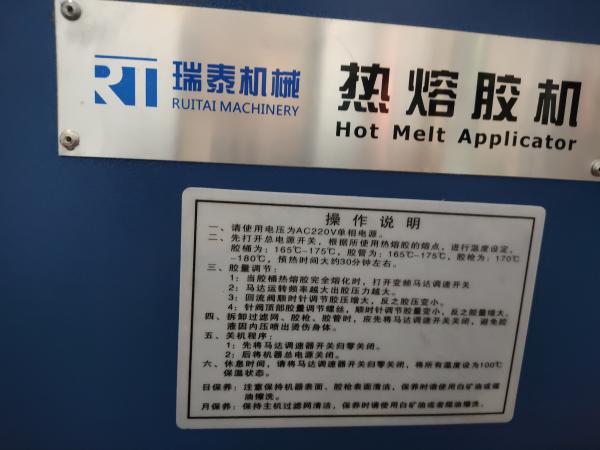 RT 瑞泰机械
RUITAI MACHINERY
热熔胶机
Hot Melt Applicator
操作说明
一、请使用电压为AC220V单相电源。
二、先打开总电源开关，根据所使用热熔胶的熔点，进行温度设定，
胶桶为：165℃-175℃，胶管为：165℃-175℃，胶枪为：170℃
-180℃，预热时间大约30分钟左右。
三、胶量调节：
1：当胶桶热熔胶完全熔化时，打开变频马达调速开关
2：马达运转频率越大出胶压力越大。
3：回流阀顺时针调节胶压增大，反之胶压变小。
4：针阀顶部胶量调节螺丝，顺时针调节胶量变小，反之胶量增大。
四、拆卸过滤网、胶枪、胶管时，应先将马达调速开关关闭，避免胶
液因内压喷出烫伤身体。
五、关机程序：
1：先将马达调速器开关归零关闭。
2：后将机器总电源关闭。
六、休息时间，请将马达调速器开关归零关闭，将所有温度设为100℃
保温状态。
日保养：注意保持机器表面、胶枪表面清洁，保养时请使用白矿油或煤
油擦洗。
月保养：保持主机过滤网清洁，保养时请使用白矿油或者煤油擦洗。